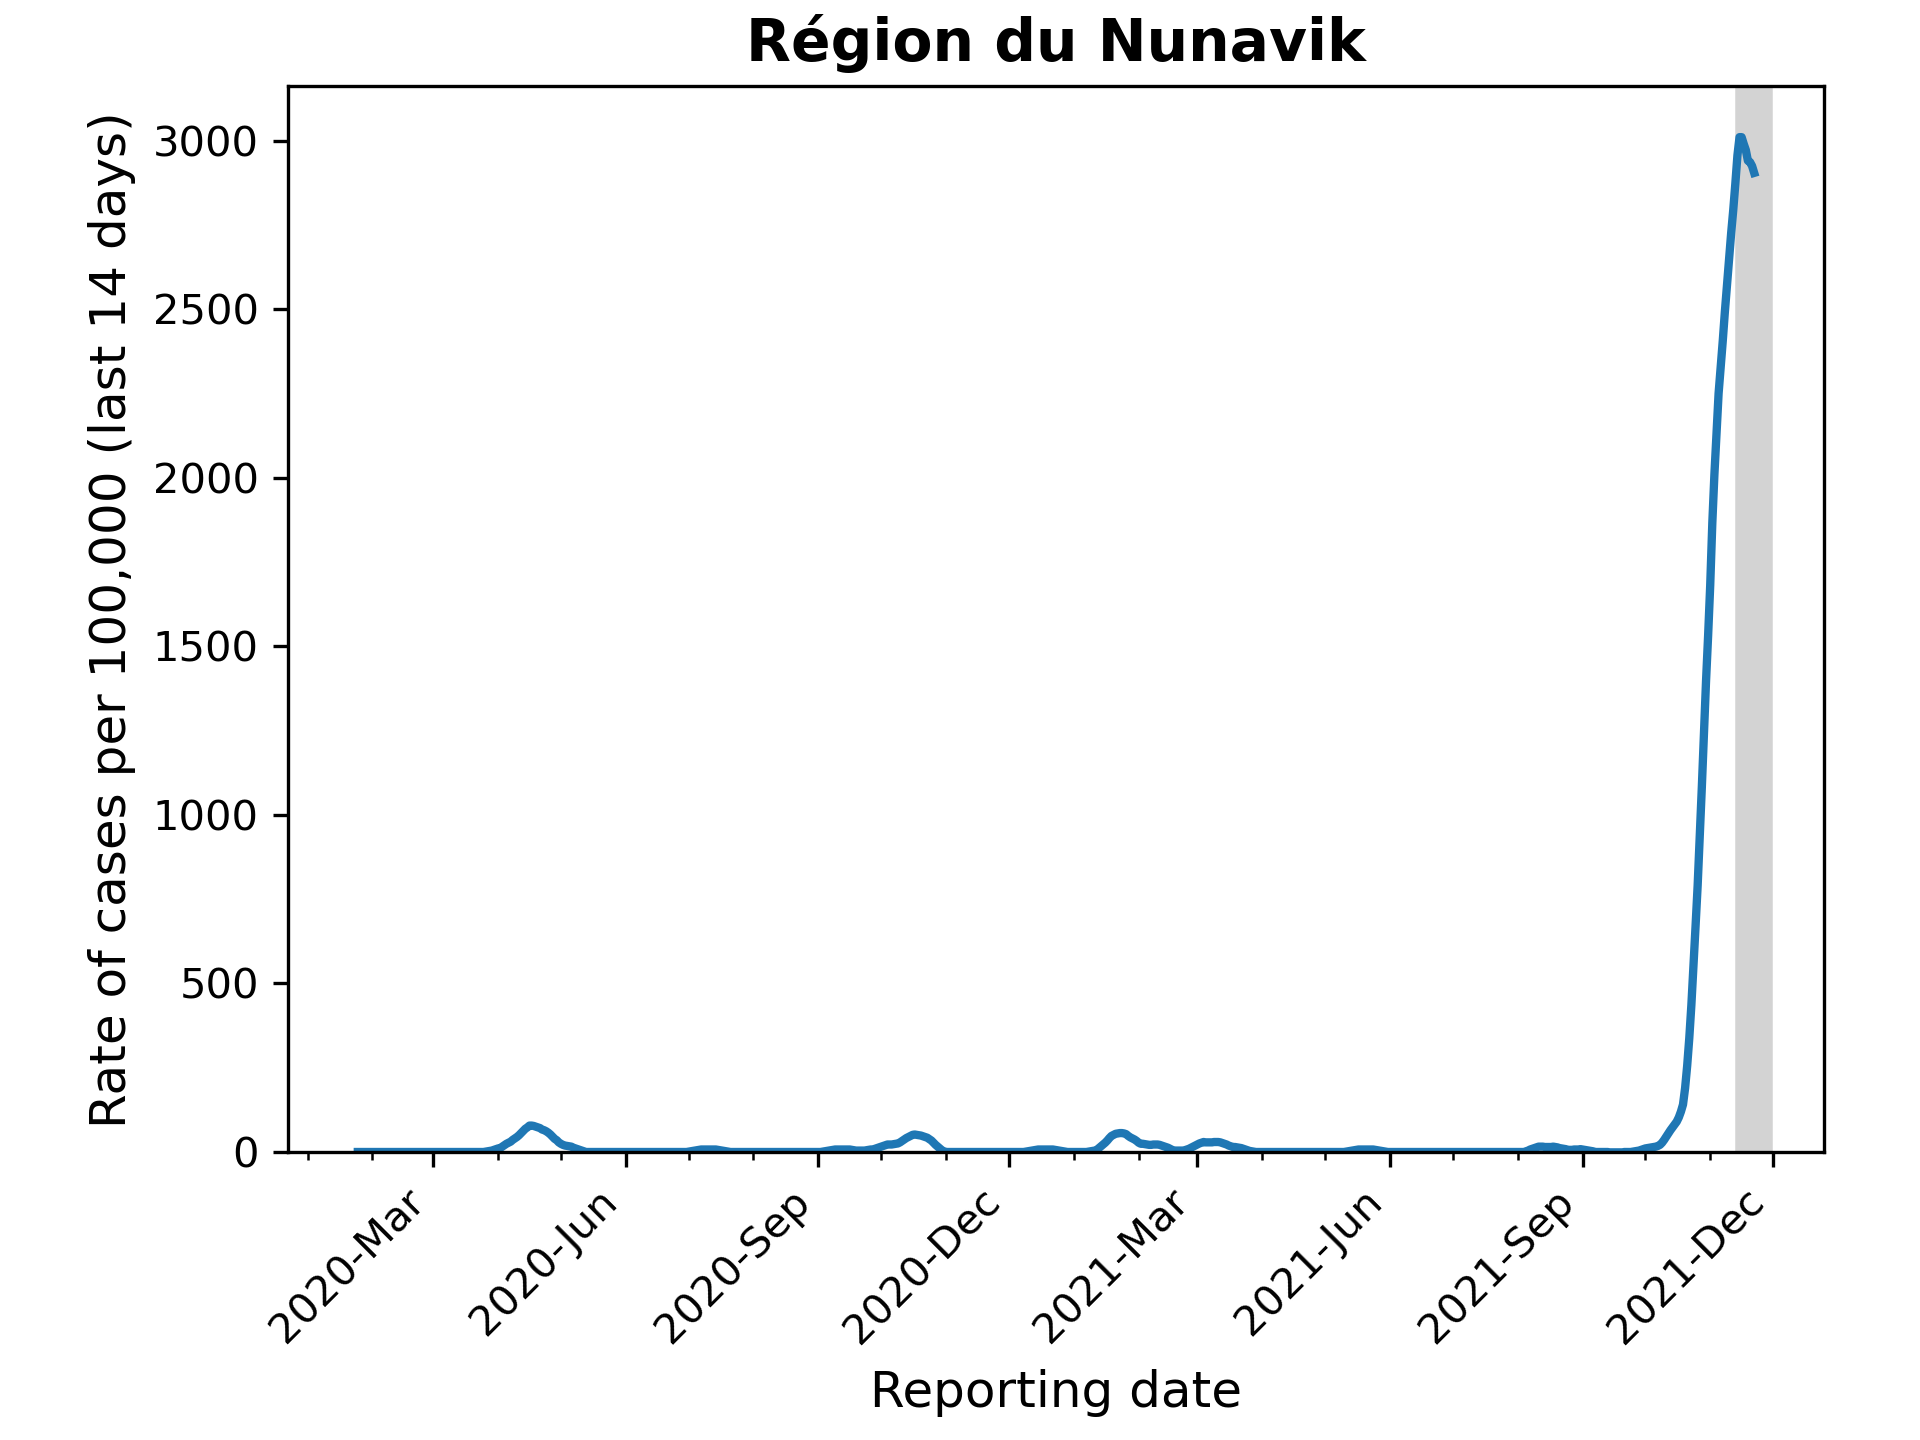 Région du Nunavik
Rate of cases per 100,000 (last 14 days)
3000
2500
2000
1500
1000
500
0
2020-Mar
2020-Jun
2020-Sep
2020-Dec
2021-Mar
2021-Jun
2021-Sep
2021-Dec
Reporting date